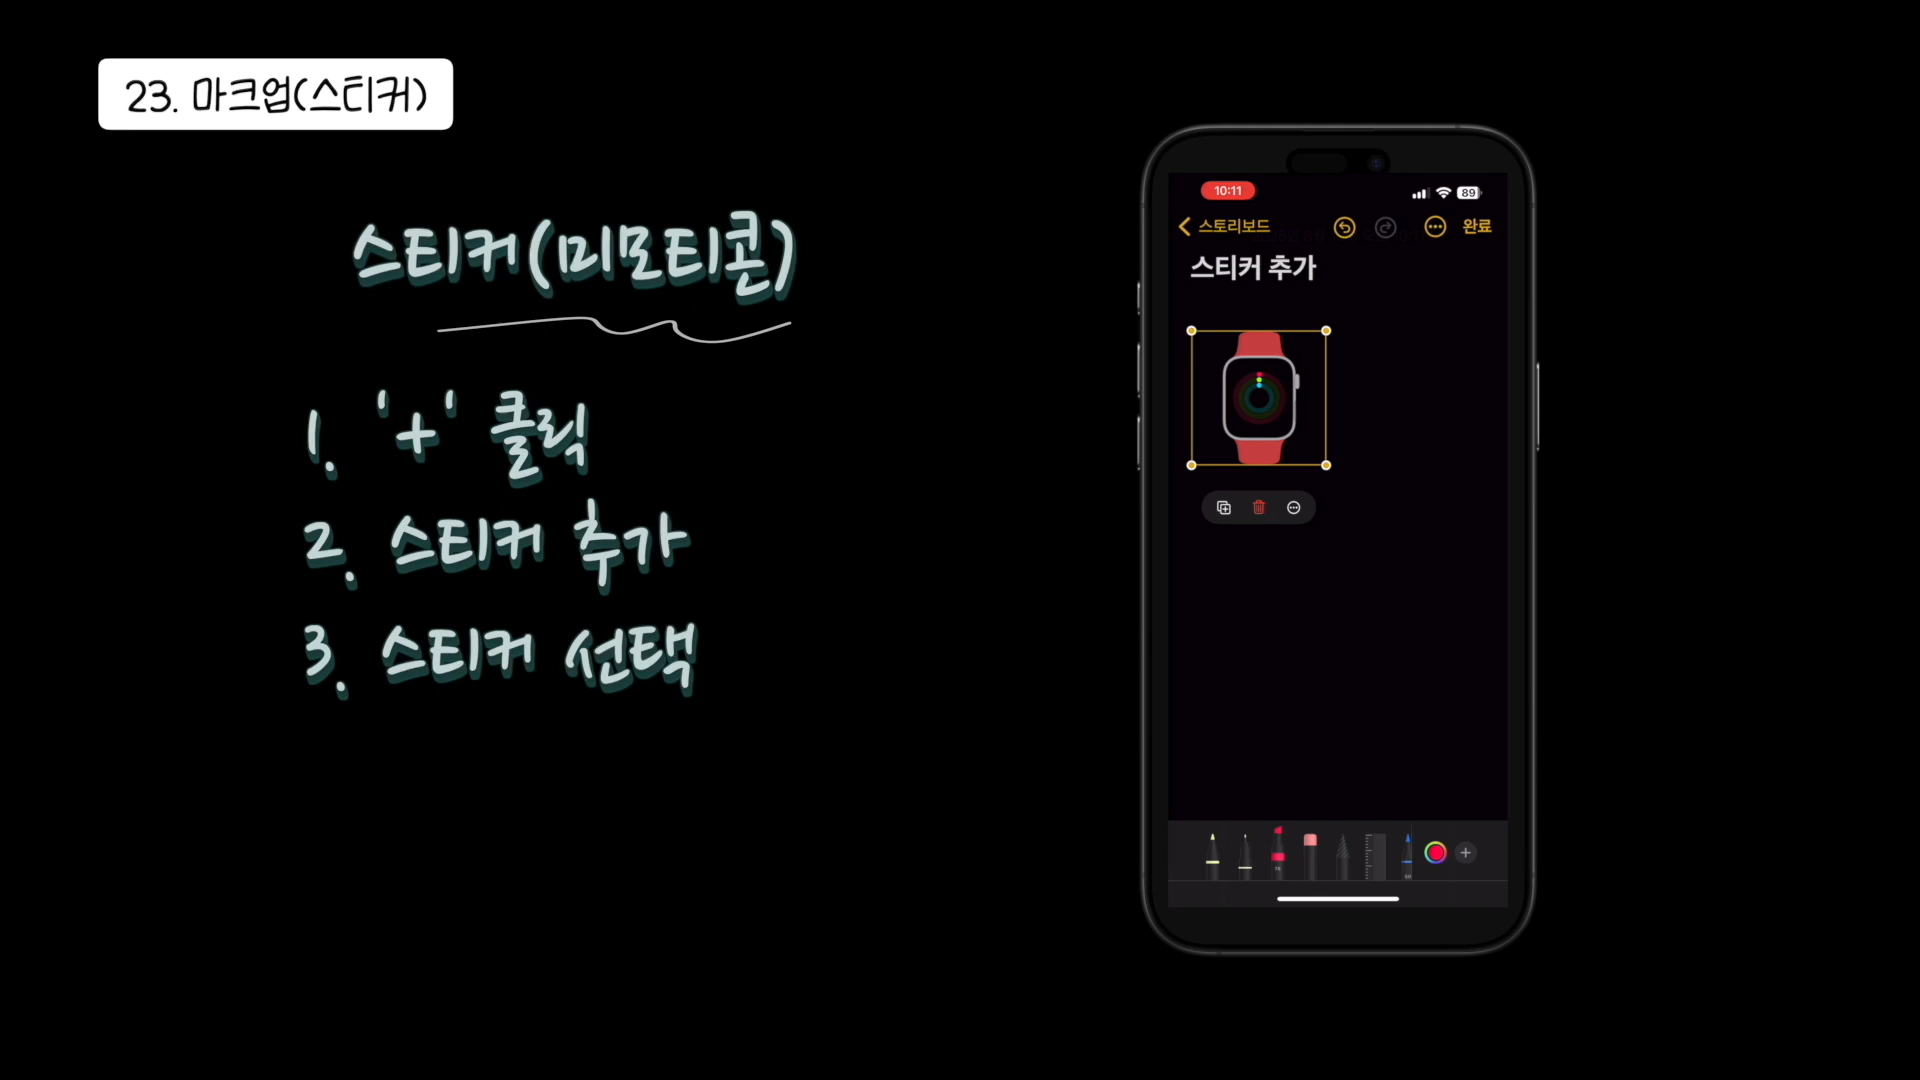 23. 마크업(스티커)
스티커(미모티콘)
1. '+' 클릭
2. 스티커 추가
3. 스티커 선택
10:11
89
스토리보드
완료
스티커 추가